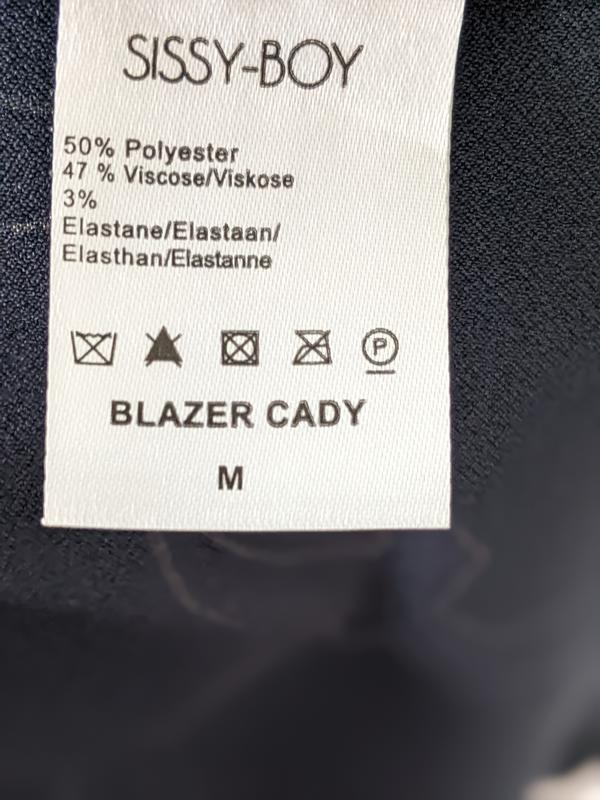 SISSY-BOY
50% Polyester
47 % Viscose/Viskose
3%
Elastane/Elastaan/
Elasthan/Elastanne
P
BLAZER CADY
M